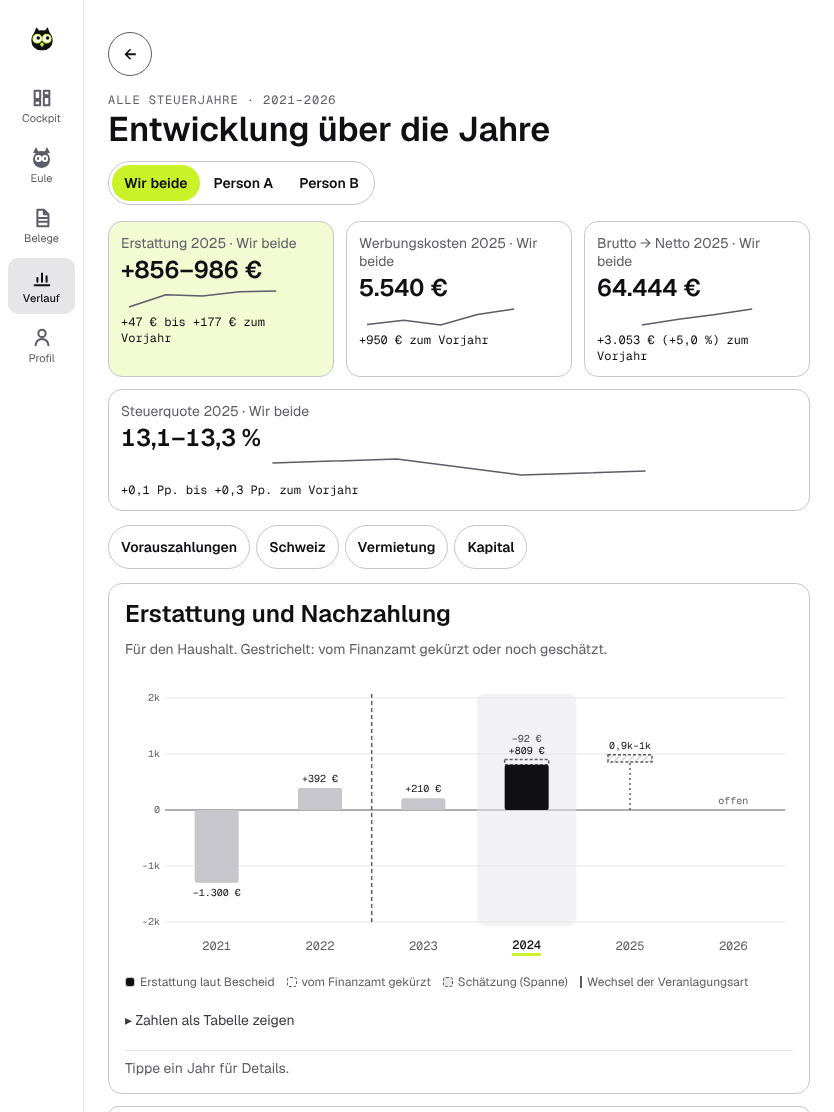 Cockpit
Eule
Belege
Verlauf
Profil
ALLE STEUERJAHRE · 2021–2026
Entwicklung über die Jahre
Wir beide
Person A
Person B
Erstattung 2025 · Wir beide
+856–986 €
+47 € bis +177 € zum
Vorjahr
Werbungskosten 2025 · Wir
beide
5.540 €
+950 € zum Vorjahr
Brutto → Netto 2025 · Wir
beide
64.444 €
+3.053 € (+5,0 %) zum
Vorjahr
Steuerquote 2025 · Wir beide
13,1–13,3 %
+0,1 Pp. bis +0,3 Pp. zum Vorjahr
Vorauszahlungen
Schweiz
Vermietung
Kapital
Erstattung und Nachzahlung
Für den Haushalt. Gestrichelt: vom Finanzamt gekürzt oder noch geschätzt.
2k
1k
0
-1k
-2k
−1.300 €
+392 €
+210 €
−92 €
+809 €
0,9k–1k
offen
2021
2022
2023
2024
2025
2026
Erstattung laut Bescheid
vom Finanzamt gekürzt
Schätzung (Spanne)
Wechsel der Veranlagungsart
▸ Zahlen als Tabelle zeigen
Tippe ein Jahr für Details.